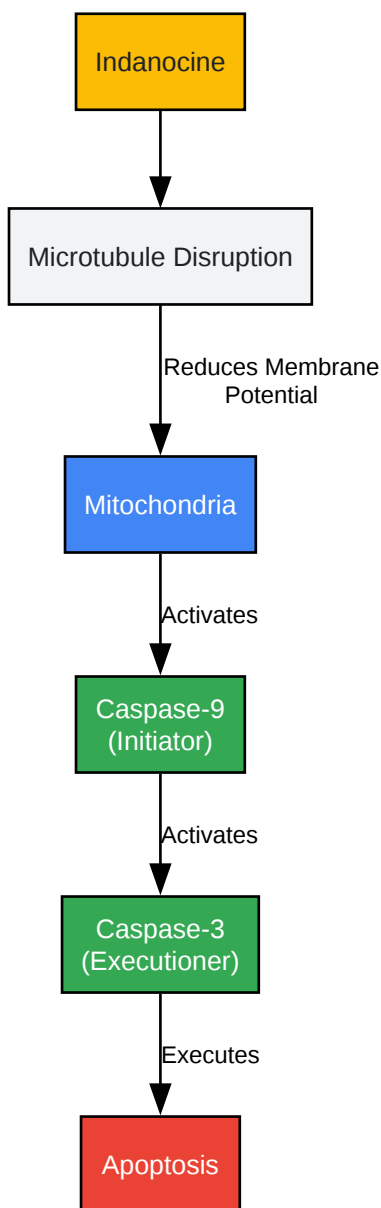 Indanocine
Microtubule Disruption
Reduces Membrane
Potential
Mitochondria
Activates
Caspase-9
(Initiator)
Activates
Caspase-3
(Executioner)
Executes
Apoptosis